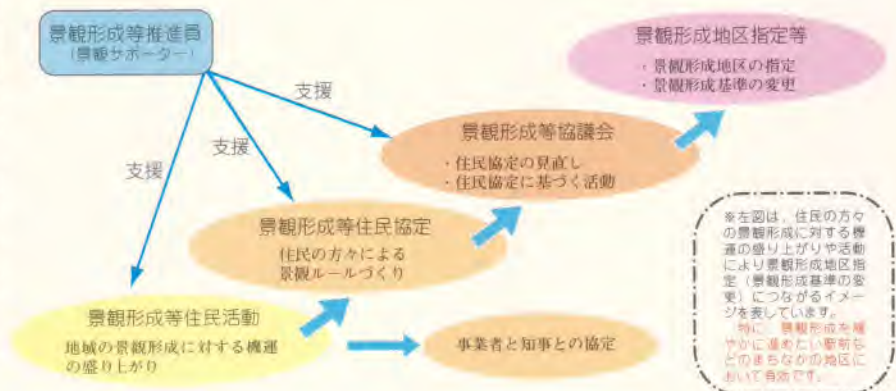 景観形成等推進員
(景観サポーター)
支援
支援
支援
景観形成地区指定等
・景観形成地区の指定
・景観形成基準の変更
景観形成等協議会
・住民協定の見直し
・住民協定に基づく活動
景観形成等住民協定
住民の方々による
景観ルールづくり
景観形成等住民活動
地域の景観形成に対する機運
の盛り上がり
事業者と知事との協定
※左図は、住民の方々
の景観形成に対する機
運の盛り上がりや活動
により景観形成地区指
定（景観形成基準の変
更）につながるイメー
ジを表しています。
特に、景観形成を緩
やかに進めたい駅前な
どのまちなかの地区に
おいて有効です。